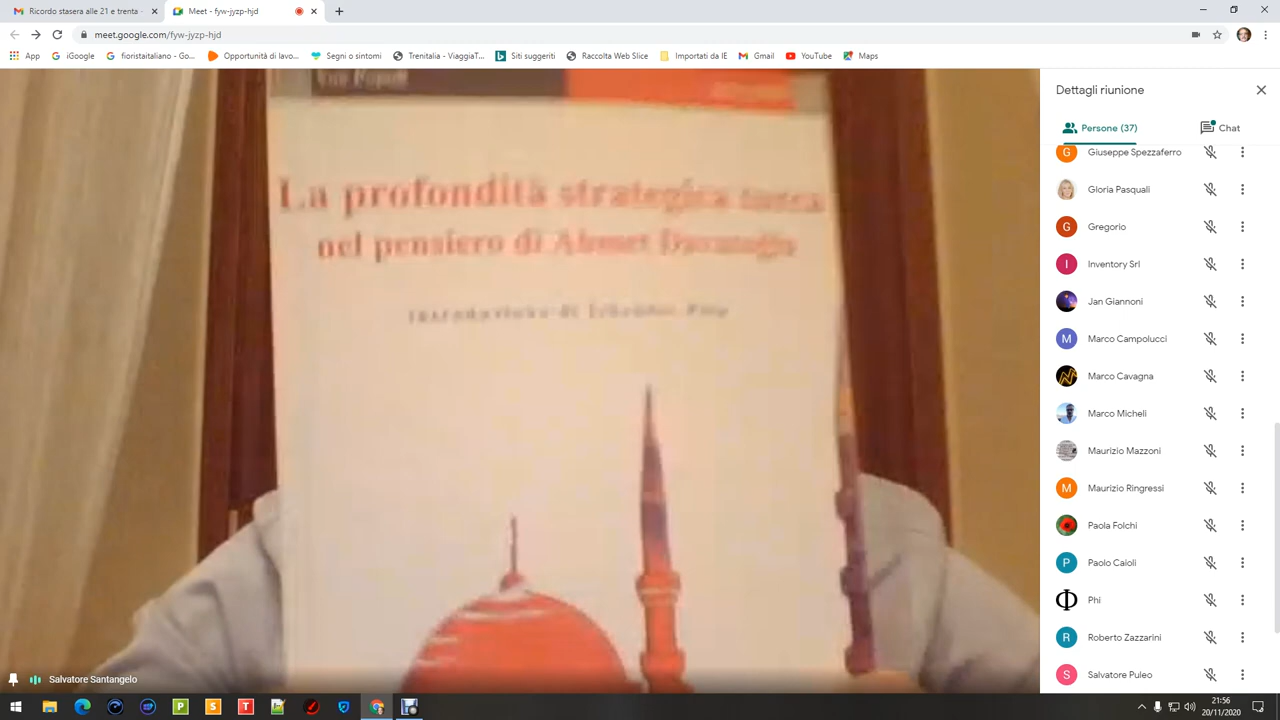 Ricordo stasera alle 21 e trenta
Meet - fyw-jyzp-hjd
meet.google.com/fyw-jyzp-hjd
App
iGoogle
fioristaitaliano - Go...
Opportunità di lavo...
Segni o sintomi
Trenitalia - ViaggiaT...
Siti suggeriti
Raccolta Web Slice
Importati da IE
Gmail
YouTube
Maps
La profondità strategica turca
nel pensiero di Ahmet Davutoğlu
Salvatore Santangelo
Dettagli riunione
Persone (37)
Chat
G Giuseppe Spezzaferro
Gloria Pasquali
G Gregorio
I Inventory Srl
Jan Giannoni
M Marco Campolucci
Marco Cavagna
Marco Micheli
Maurizio Mazzoni
M Maurizio Ringressi
Paola Folchi
P Paolo Caioli
Φ Phi
R Roberto Zazzarini
S Salvatore Puleo
P S T
21:56
20/11/2020